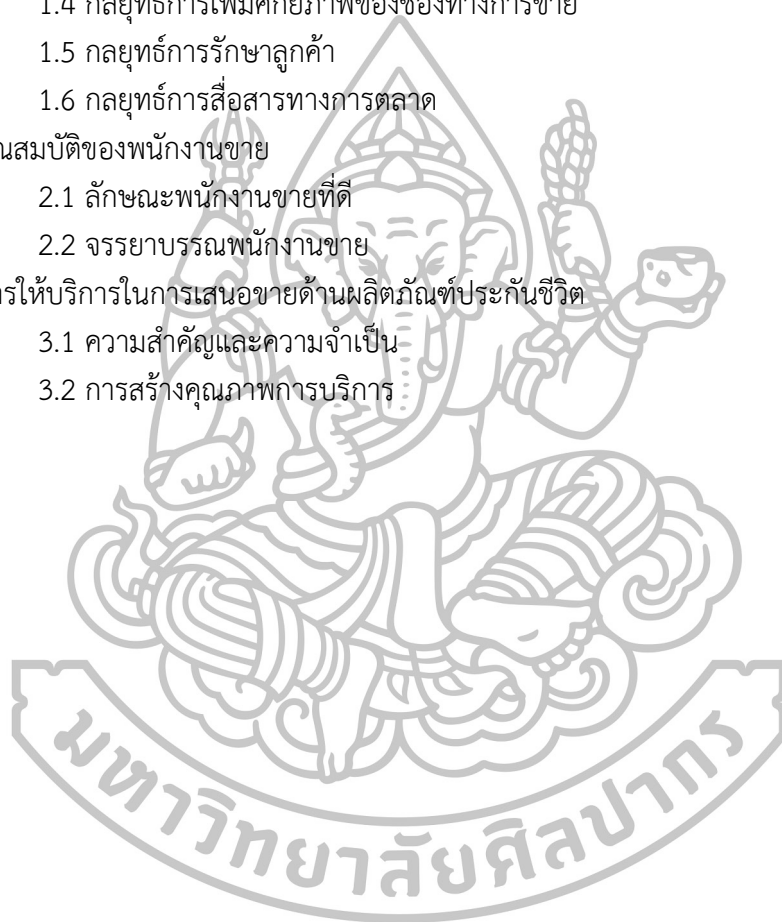 1.4 กลยุทธ์การเพิ่มศักยภาพของช่องทางการขาย
1.5 กลยุทธ์การรักษาลูกค้า
1.6 กลยุทธ์การสื่อสารทางการตลาด
ณสมบัติของพนักงานขาย
2.1 ลักษณะพนักงานขายที่ดี
2.2 จรรยาบรรณพนักงานขาย
ารให้บริการในการเสนอขายด้านผลิตภัณฑ์ประกันชีวิต
3.1 ความสำคัญและความจำเป็น
3.2 การสร้างคุณภาพการบริการ
มหาวิทยาลัยศิลปากร